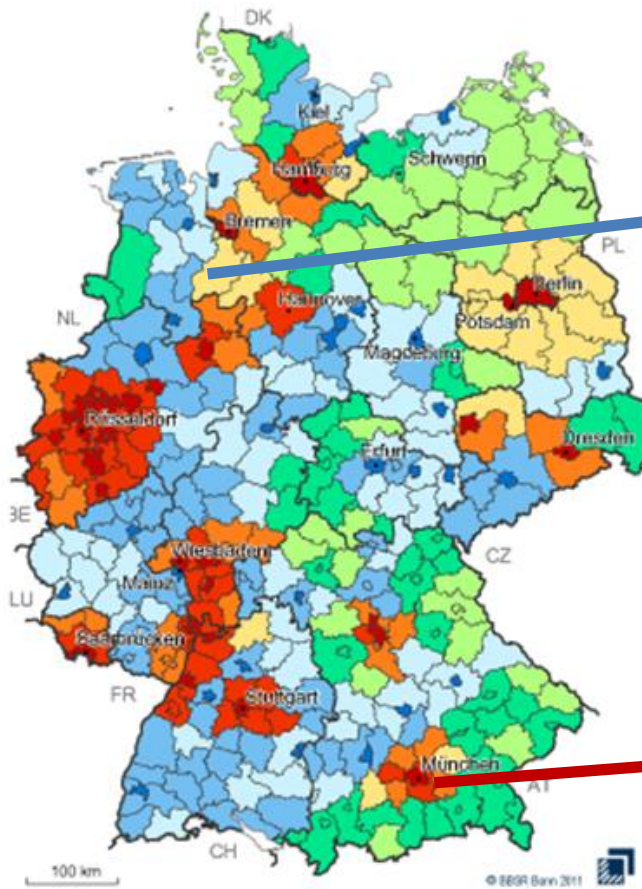 DK
Kiel
Schwerin
Hamburg
Bremen
PL
Berlin
Hannover
Potsdam
NL
Magdeburg
Düsseldorf
Erfurt
Dresden
BE
Wiesbaden
CZ
Mainz
LU
Saarbrücken
FR
Stuttgart
München
AT
CH
100 km
© BBSR Bonn 2011